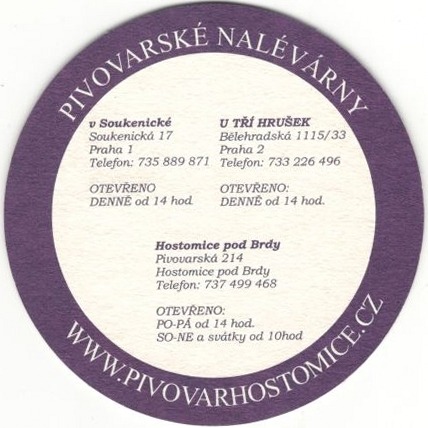 PIVOVARSKÉ NALÉVÁRNY
v Soukenické
Soukenická 17
Praha 1
Telefon: 735 889 871
OTEVŘENO
DENNĚ od 14 hod.
U TŘÍ HRUŠEK
Bělehradská 1115/33
Praha 2
Telefon: 733 226 496
OTEVŘENO:
DENNĚ od 14 hod.
Hostomice pod Brdy
Pivovarská 214
Hostomice pod Brdy
Telefon: 737 499 468
OTEVŘENO:
PO-PÁ od 14 hod.
SO-NE a svátky od 10hod
WWW.PIVOVARHOSTOMICE.CZ